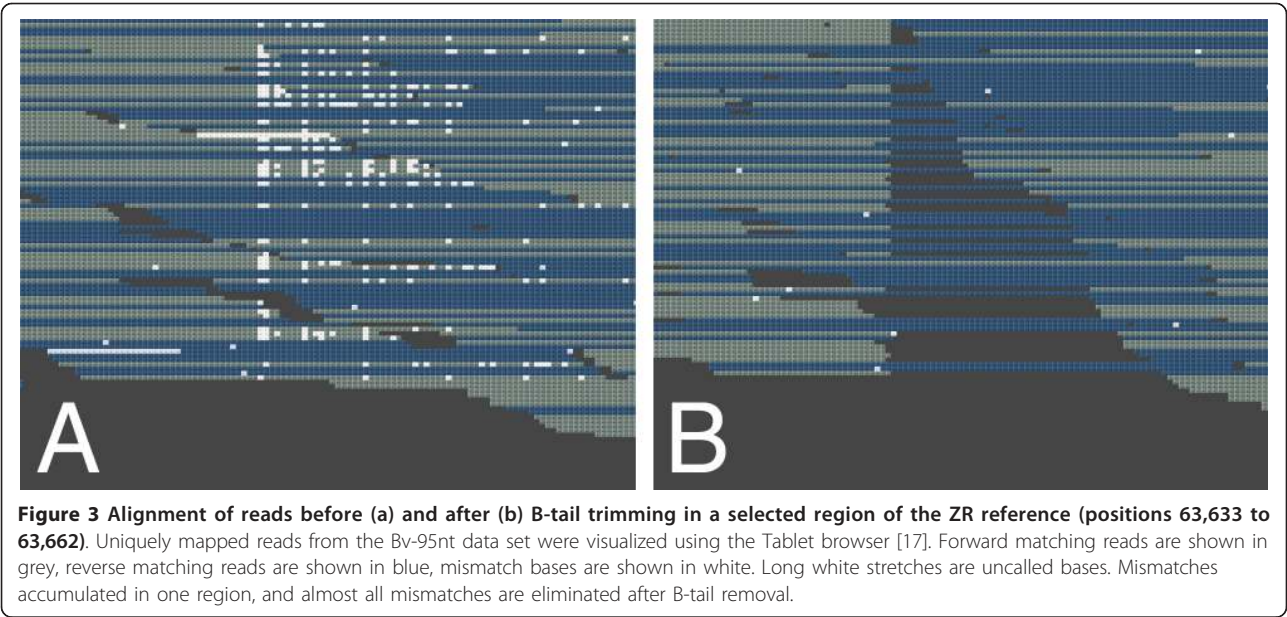 A
B
Figure 3 Alignment of reads before (a) and after (b) B-tail trimming in a selected region of the ZR reference (positions 63,633 to
63,662). Uniquely mapped reads from the Bv-95nt data set were visualized using the Tablet browser [17]. Forward matching reads are shown in
grey, reverse matching reads are shown in blue, mismatch bases are shown in white. Long white stretches are uncalled bases. Mismatches
accumulated in one region, and almost all mismatches are eliminated after B-tail removal.